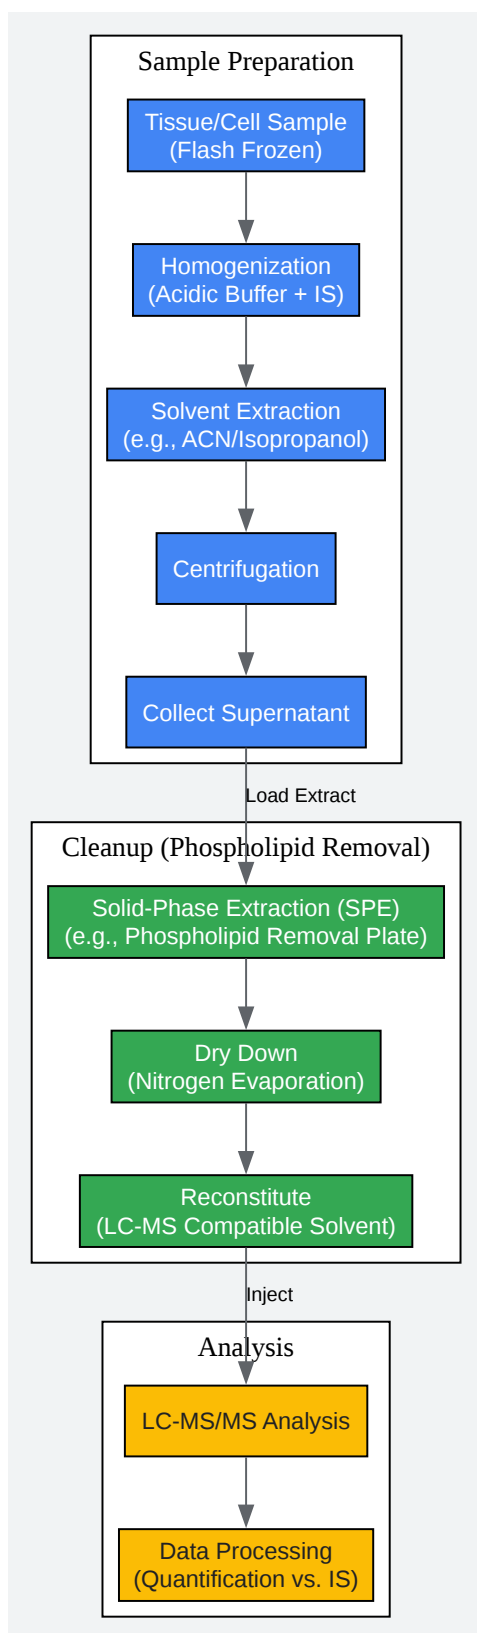 Sample Preparation
Tissue/Cell Sample
(Flash Frozen)
Homogenization
(Acidic Buffer + IS)
Solvent Extraction
(e.g., ACN/Isopropanol)
Centrifugation
Collect Supernatant
Load Extract
Cleanup (Phospholipid Removal)
Solid-Phase Extraction (SPE)
(e.g., Phospholipid Removal Plate)
Dry Down
(Nitrogen Evaporation)
Reconstitute
(LC-MS Compatible Solvent)
Inject
Analysis
LC-MS/MS Analysis
Data Processing
(Quantification vs. IS)